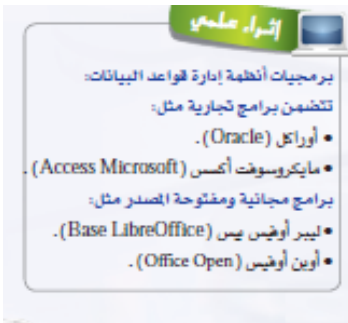 إثراء علمي
برمجيات أنظمة إدارة قواعد البيانات:
تتضمن برامج تجارية مثل:
• أوراكل (Oracle).
• مايكروسوفت أكسس (Access Microsoft).
برامج مجانية ومفتوحة المصدر مثل:
• ليبر أوفيس بيس (Base LibreOffice).
• أوبن أوفيس (Office Open).